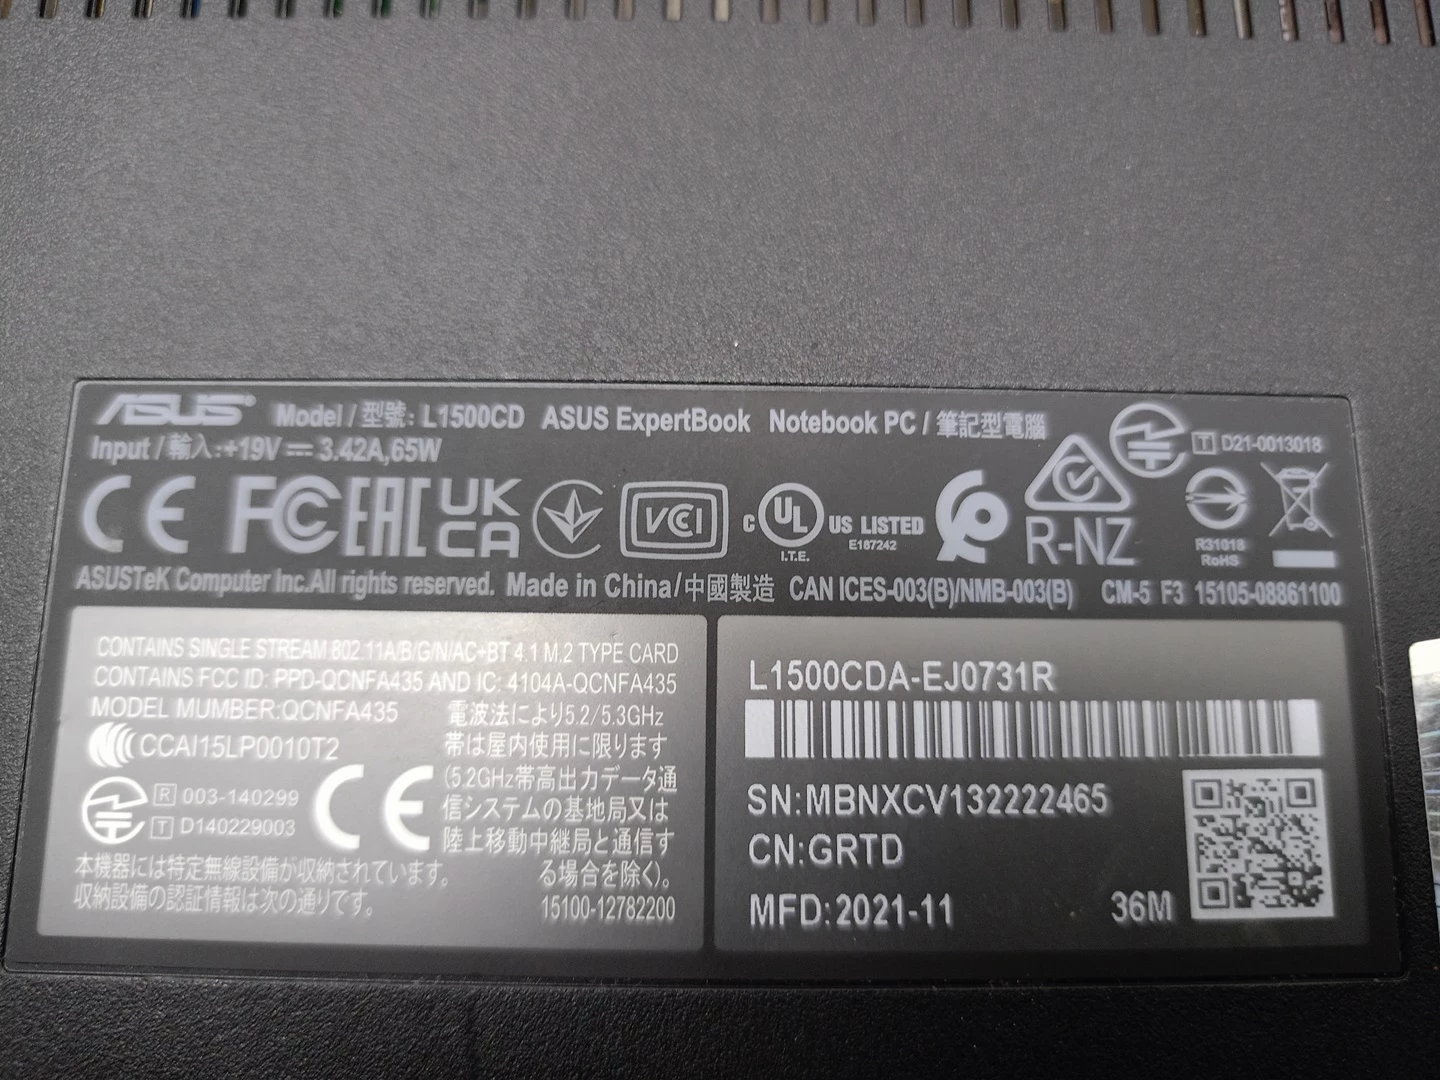 ASUS Model / 型號: L1500CD ASUS ExpertBook Notebook PC / 筆記型電腦
T D21-0013018
Input / 輸入:+19V 3.42A,65W
CE FC EAC UK CA VCCI c UL US LISTED R-NZ
I.T.E. E187242 R31018
RoHS
ASUSTeK Computer Inc.All rights reserved. Made in China/中國製造 CAN ICES-003(B)/NMB-003(B) CM-5 F3 15105-08861100
CONTAINS SINGLE STREAM 802.11A/B/G/N/AC+BT 4.1 M.2 TYPE CARD
CONTAINS FCC ID: PPD-QCNFA435 AND IC: 4104A-QCNFA435
MODEL MUMBER:QCNFA435
CCAI15LP0010T2
R 003-140299
T D140229003
CE
電波法により5.2/5.3GHz
帯は屋内使用に限ります
(5.2GHz帯高出力データ通
信システムの基地局又は
陸上移動中継局と通信す
る場合を除く)。
本機器には特定無線設備が収納されています。
収納設備の認証情報は次の通りです。
15100-12782200
L1500CDA-EJ0731R
SN:MBNXCV132222465
CN:GRTD
MFD:2021-11 36M